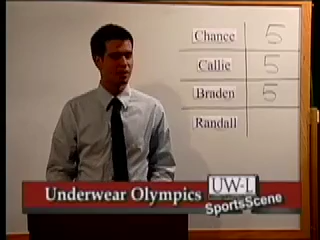 Chance 5
Callie 5
Braden 5
Randall
Underwear Olympics UW-L
SportsScene